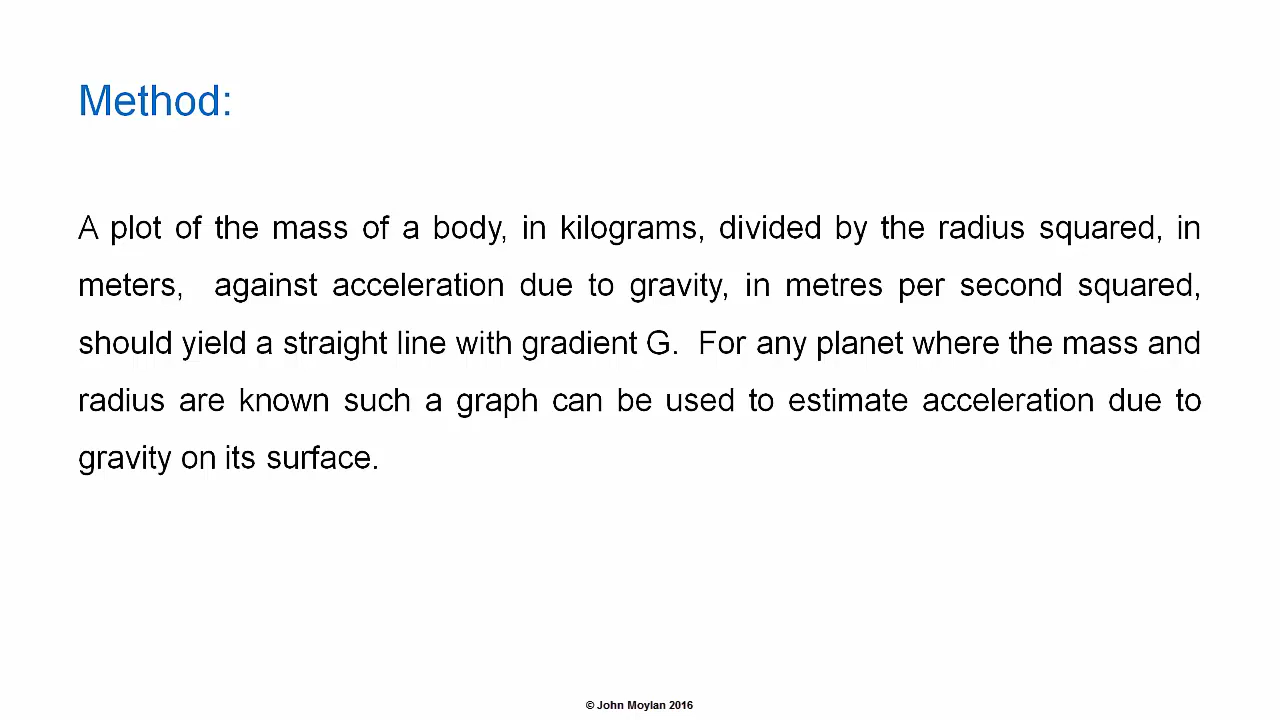 Method:
A plot of the mass of a body, in kilograms, divided by the radius squared, in
meters, against acceleration due to gravity, in metres per second squared,
should yield a straight line with gradient G. For any planet where the mass and
radius are known such a graph can be used to estimate acceleration due to
gravity on its surface.
© John Moylan 2016